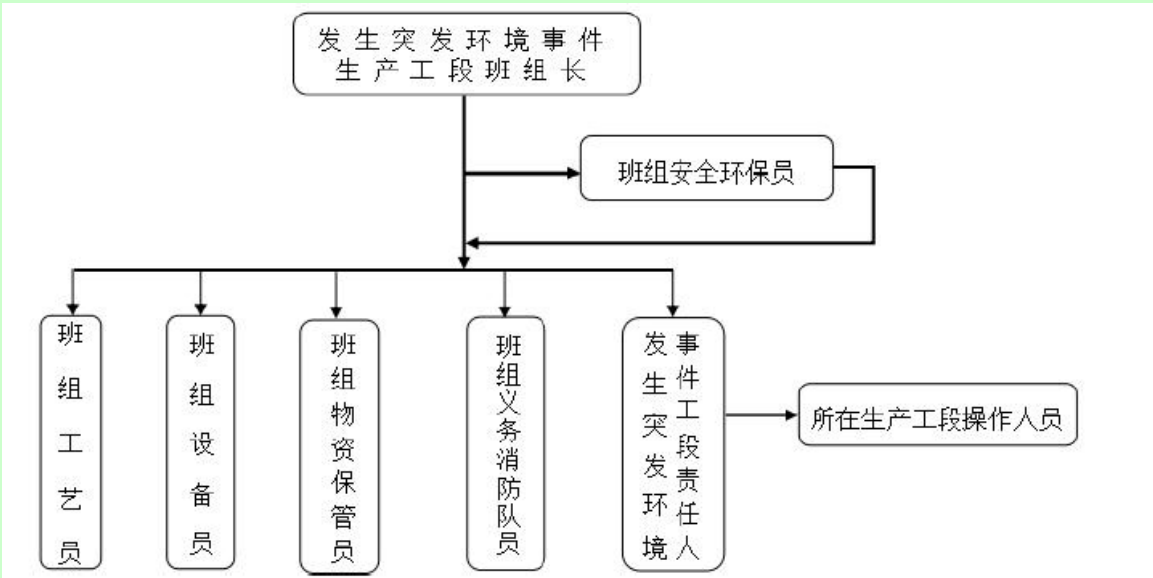 发生突发环境事件
生产工段班组长
班组安全环保员
班组工艺员
班组设备员
班组物资保管员
班组义务消防队员
发生突发环境
事件工段责任人
所在生产工段操作人员